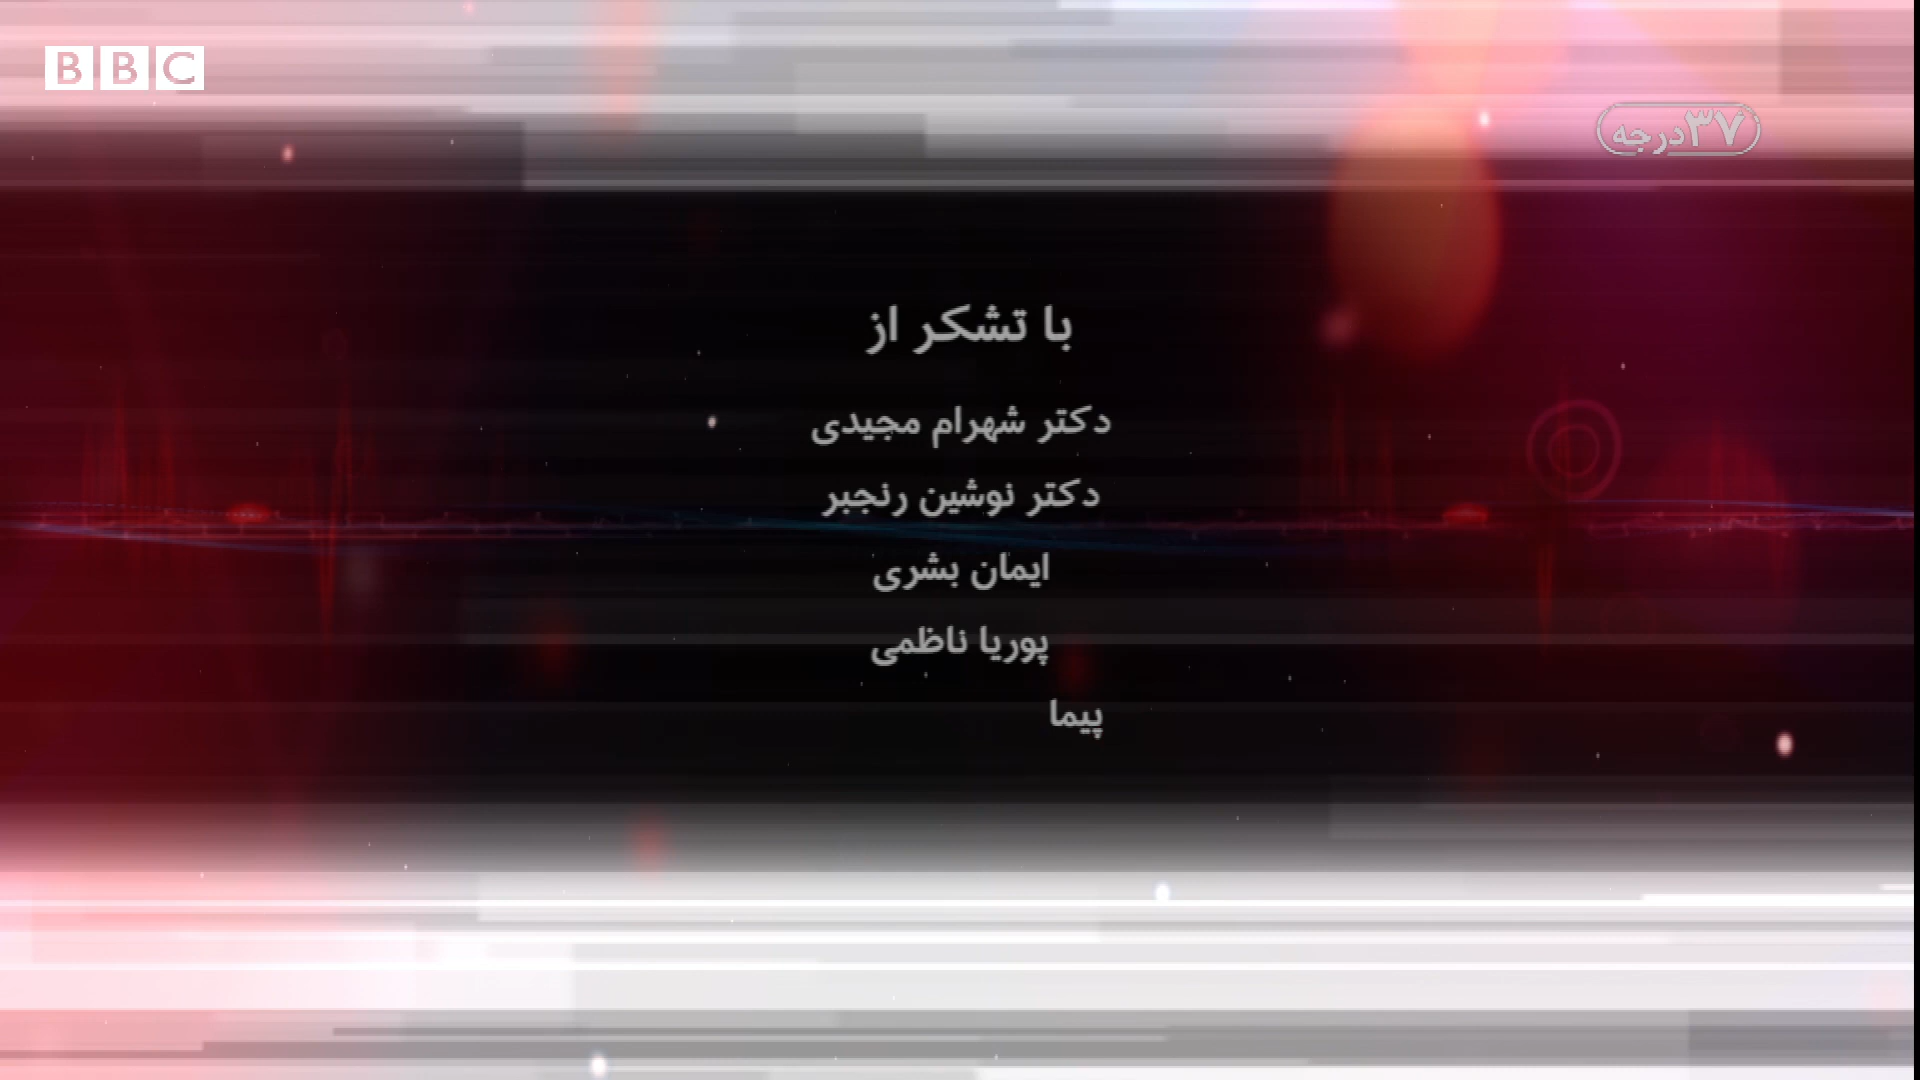 BBC
۳۷درجه
با تشکر از
دکتر شهرام مجیدی
دکتر نوشین رنجبر
ایمان بشری
پوریا ناظمی
پیما